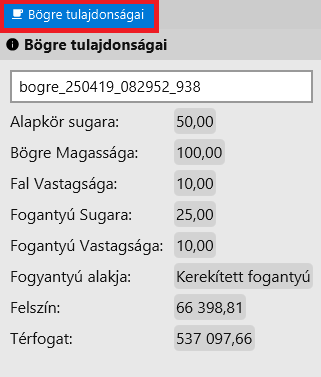 Bögre tulajdonságai
Bögre tulajdonságai
bogre_250419_082952_938
Alapkör sugara: 50,00
Bögre Magassága: 100,00
Fal Vastagsága: 10,00
Fogantyú Sugara: 25,00
Fogantyú Vastagsága: 10,00
Fogyantyú alakja: Kerekített fogantyú
Felszín: 66 398,81
Térfogat: 537 097,66